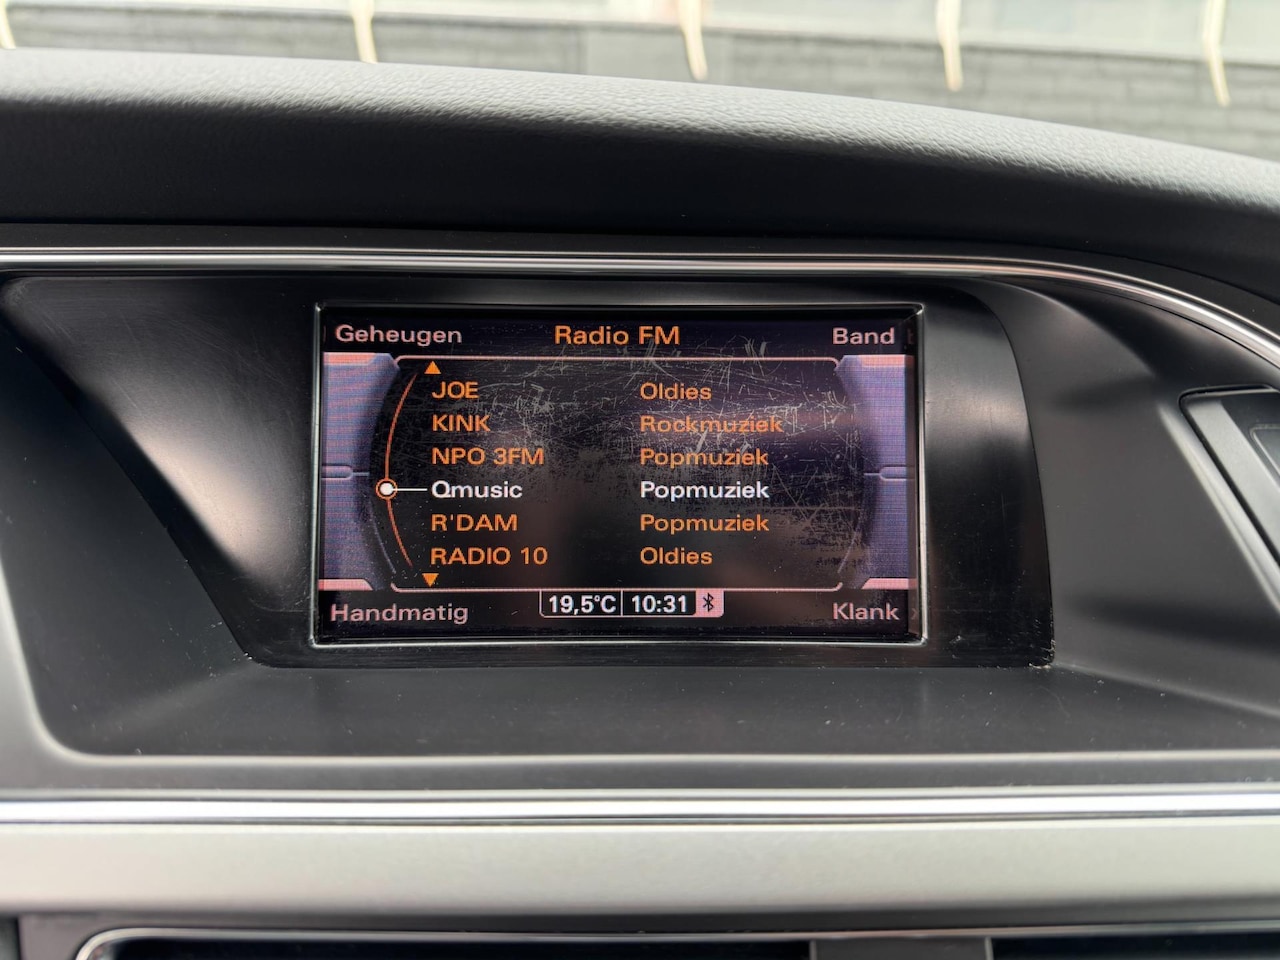 Geheugen Radio FM Band
JOE Oldies
KINK Rockmuziek
NPO 3FM Popmuziek
Qmusic Popmuziek
R'DAM Popmuziek
RADIO 10 Oldies
19,5°C 10:31
Handmatig Klank